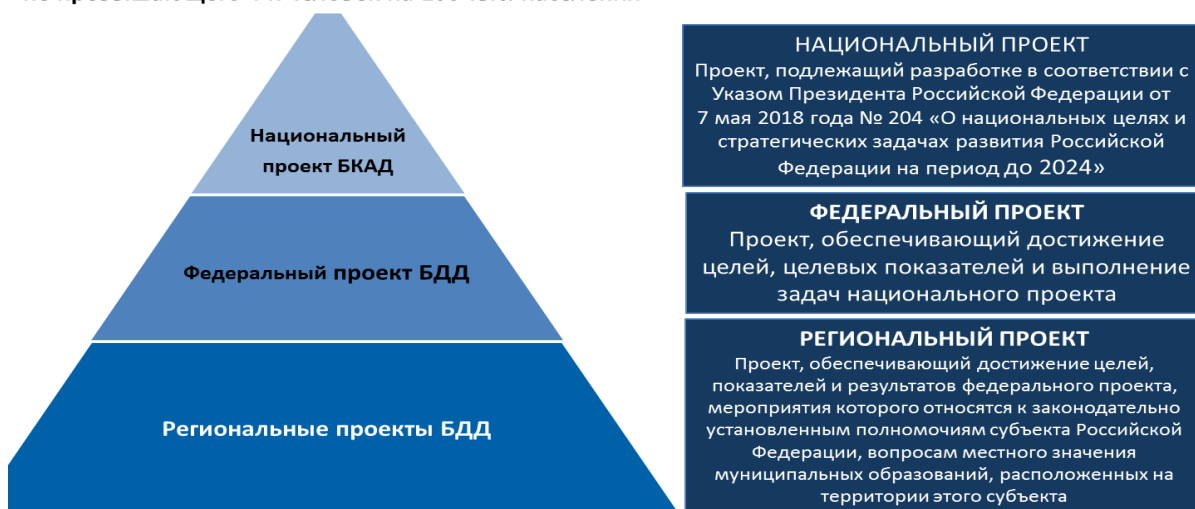 Национальный
проект БКАД
Федеральный проект БДД
Региональные проекты БДД
НАЦИОНАЛЬНЫЙ ПРОЕКТ
Проект, подлежащий разработке в соответствии с
Указом Президента Российской Федерации от
7 мая 2018 года № 204 «О национальных целях и
стратегических задачах развития Российской
Федерации на период до 2024»
ФЕДЕРАЛЬНЫЙ ПРОЕКТ
Проект, обеспечивающий достижение
целей, целевых показателей и выполнение
задач национального проекта
РЕГИОНАЛЬНЫЙ ПРОЕКТ
Проект, обеспечивающий достижение целей,
показателей и результатов федерального проекта,
мероприятия которого относятся к законодательно
установленным полномочиям субъекта Российской
Федерации, вопросам местного значения
муниципальных образований, расположенных на
территории этого субъекта